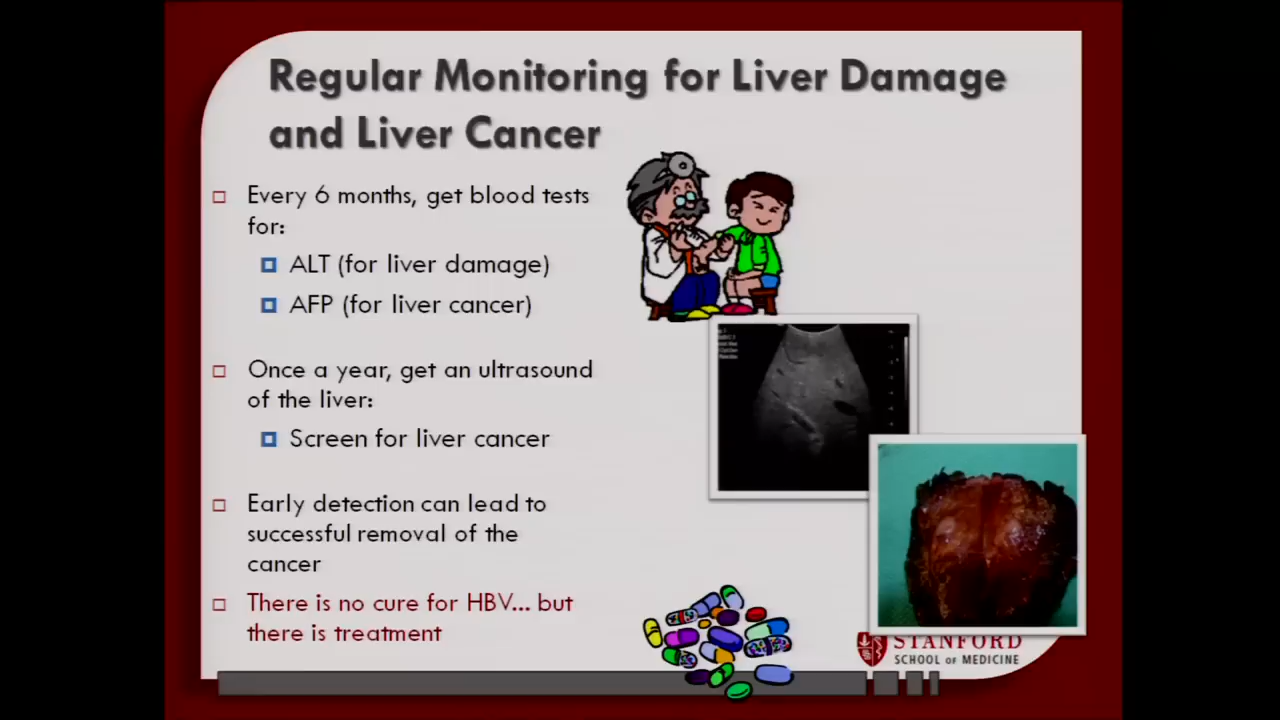 Regular Monitoring for Liver Damage
and Liver Cancer
Every 6 months, get blood tests
for:
ALT (for liver damage)
AFP (for liver cancer)
Once a year, get an ultrasound
of the liver:
Screen for liver cancer
Early detection can lead to
successful removal of the
cancer
There is no cure for HBV... but
there is treatment
STANFORD
SCHOOL OF MEDICINE